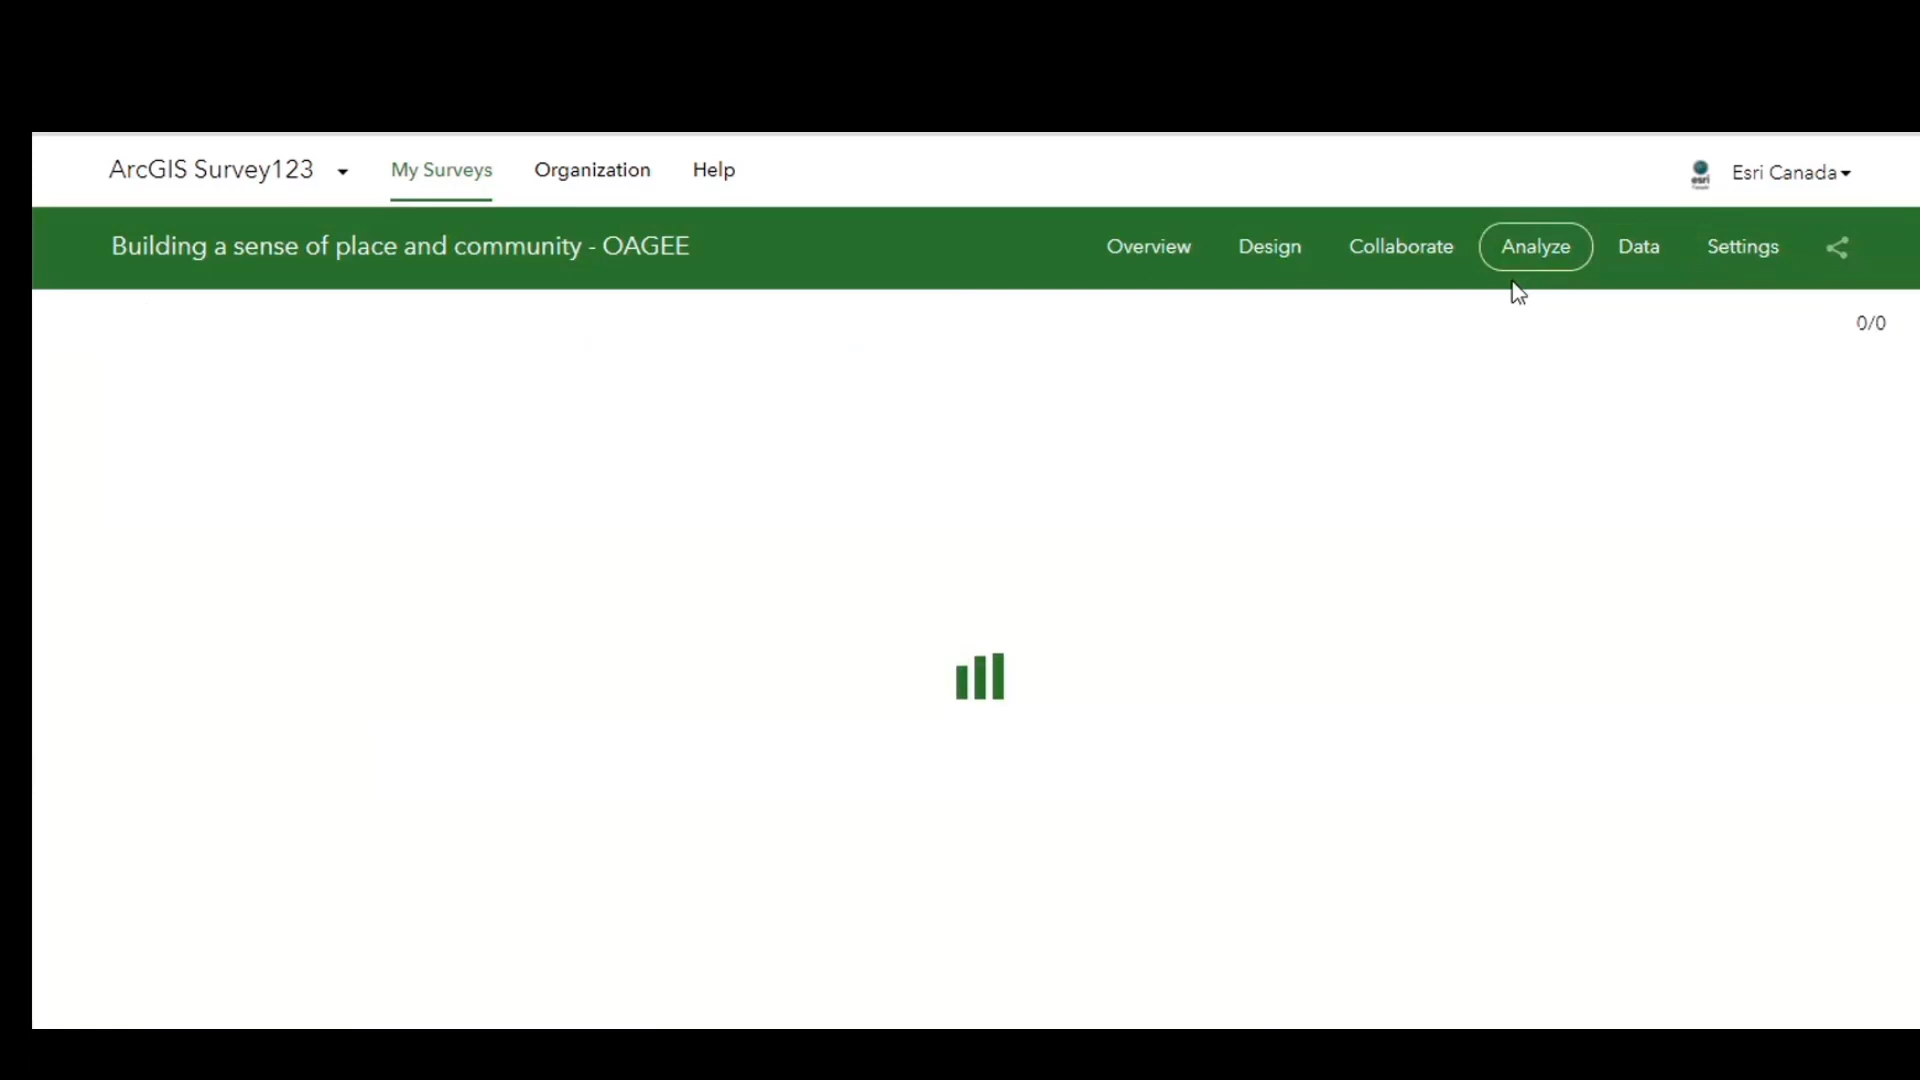 ArcGIS Survey123 My Surveys Organization Help esri Esri Canada
Building a sense of place and community - OAGEE Overview Design Collaborate Analyze Data Settings
0/0